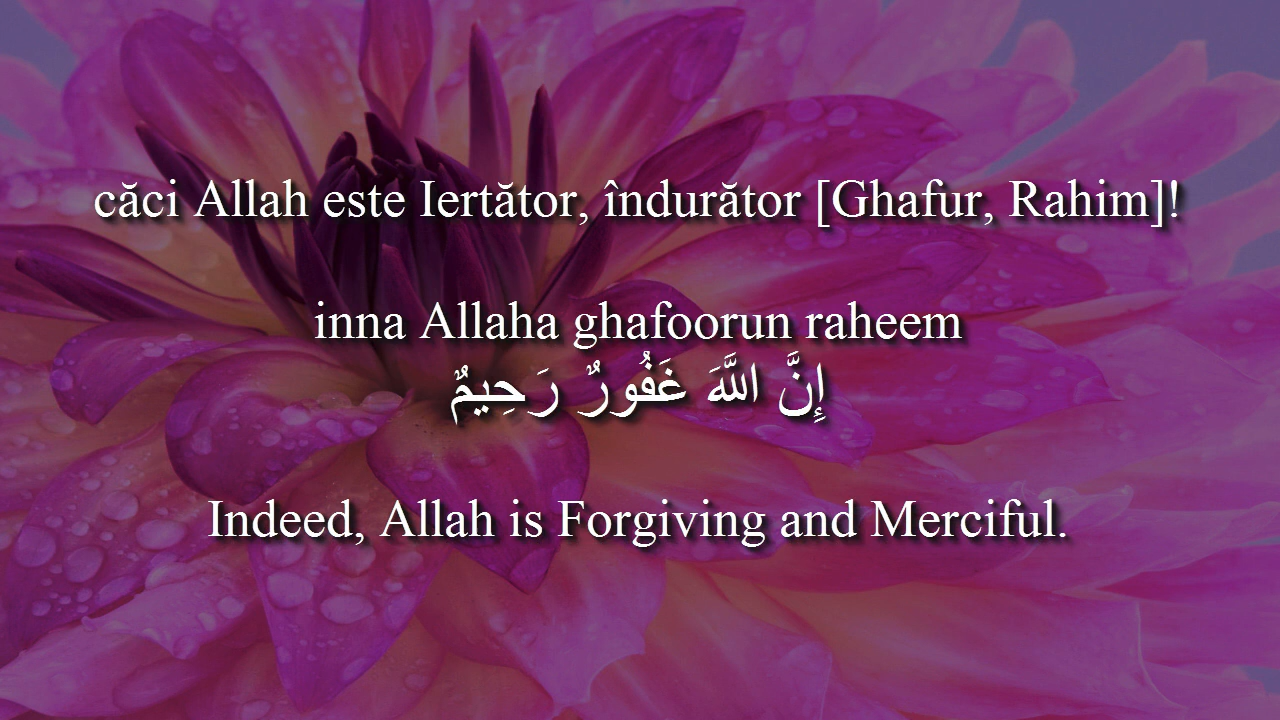 căci Allah este Iertător, îndurător [Ghafur, Rahim]!
inna Allaha ghafoorun raheem
إِنَّ اللَّهَ غَفُورٌ رَحِيمٌ
Indeed, Allah is Forgiving and Merciful.